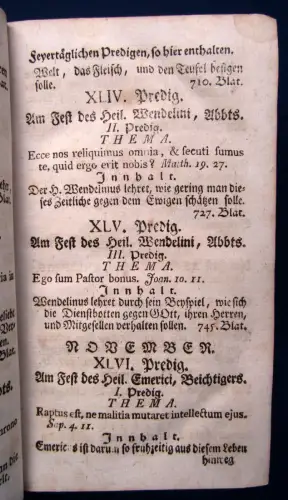 Feyertäglichen Predigen, so hier enthalten.
Welt, das Fleisch, und den Teufel besigen
solle. 710. Blat.
XLIV. Predig.
Am Fest des Heil. Wendelini, Abbts.
II. Predig.
THEMA.
Ecce nos reliquimus omnia, & secuti sumus
te, quid ergo erit nobis? Matth. 19. 27.
Innhalt.
Der H. Wendelinus lehret, wie gering man die-
ses Zeitliche gegen dem Ewigen schätzen solle.
727. Blat.
XLV. Predig.
Am Fest des Heil. Wendelini, Abbts.
III. Predig.
THEMA.
Ego sum Pastor bonus. Joan. 10. 11.
Innhalt.
Wendelinus lehret durch sein Beyspiel, wie sich
die Dienstbotten gegen GOtt, ihren Herren,
und Mitgesellen verhalten sollen. 745. Blat.
NOVEMBER.
XLVI. Predig.
Am Fest des Heil. Emerici, Beichtigers.
I. Predig.
THEMA.
Raptus est, ne malitia mutaret intellectum ejus.
Sap. 4. 11.
Innhalt.
Emericus ist darum so fruhzeitig aus diesem Leben
hinweg